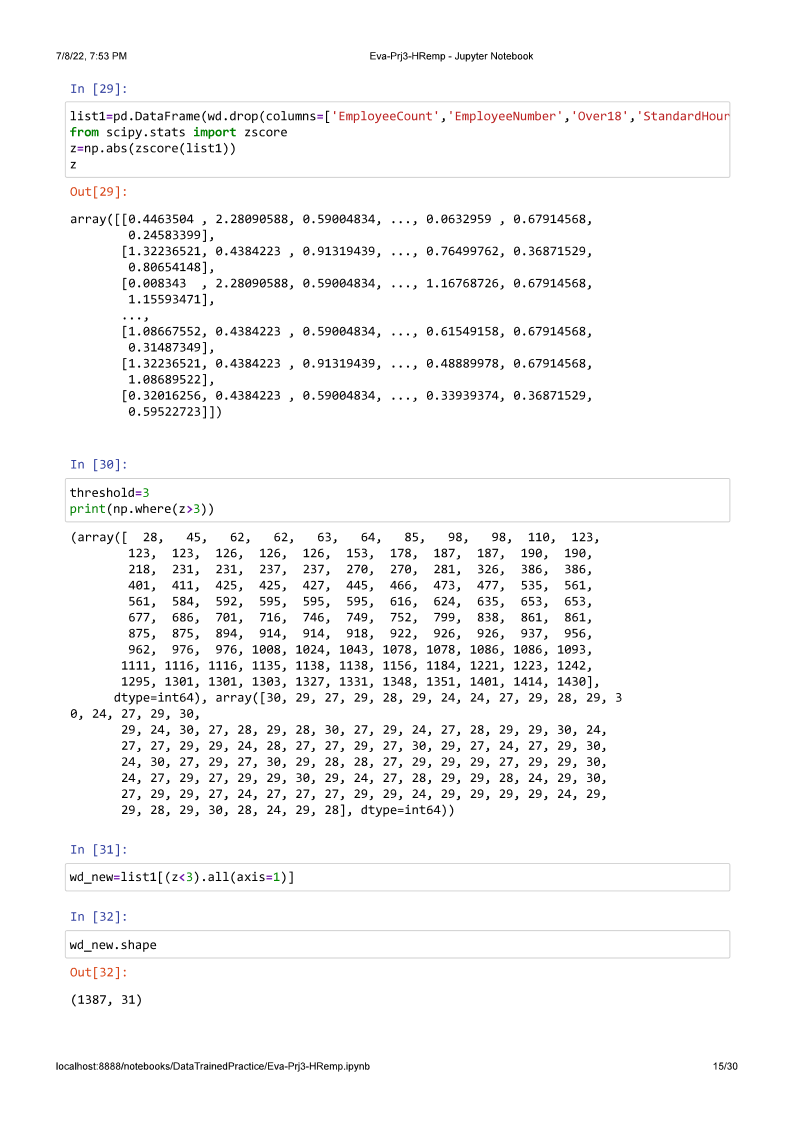 7/8/22, 7:53 PM
Eva-Prj3-HRemp - Jupyter Notebook
In [29]:
list1=pd.DataFrame(wd.drop(columns=['EmployeeCount','EmployeeNumber','Over18','StandardHour
from scipy.stats import zscore
z=np.abs(zscore(list1))
z
Out[29]:
array([[0.4463504 , 2.28090588, 0.59004834, ..., 0.0632959 , 0.67914568,
0.24583399],
[1.32236521, 0.4384223 , 0.91319439, ..., 0.76499762, 0.36871529,
0.80654148],
[0.008343  , 2.28090588, 0.59004834, ..., 1.16768726, 0.67914568,
1.15593471],
...,
[1.08667552, 0.4384223 , 0.59004834, ..., 0.61549158, 0.67914568,
0.31487349],
[1.32236521, 0.4384223 , 0.91319439, ..., 0.48889978, 0.67914568,
1.08689522],
[0.32016256, 0.4384223 , 0.59004834, ..., 0.33939374, 0.36871529,
0.59522723]])
In [30]:
threshold=3
print(np.where(z>3))
(array([  28,   45,   62,   62,   63,   64,   85,   98,   98,  110,  123,
123,  123,  126,  126,  126,  153,  178,  187,  187,  190,  190,
218,  231,  231,  237,  237,  270,  270,  281,  326,  386,  386,
401,  411,  425,  425,  427,  445,  466,  473,  477,  535,  561,
561,  584,  592,  595,  595,  595,  616,  624,  635,  653,  653,
677,  686,  701,  716,  746,  749,  752,  799,  838,  861,  861,
875,  875,  894,  914,  914,  918,  922,  926,  926,  937,  956,
962,  976,  976, 1008, 1024, 1043, 1078, 1078, 1086, 1086, 1093,
1111, 1116, 1116, 1135, 1138, 1138, 1156, 1184, 1221, 1223, 1242,
1295, 1301, 1301, 1303, 1327, 1331, 1348, 1351, 1401, 1414, 1430],
dtype=int64), array([30, 29, 27, 29, 28, 29, 24, 24, 27, 29, 28, 29, 3
0, 24, 27, 29, 30,
29, 24, 30, 27, 28, 29, 28, 30, 27, 29, 24, 27, 28, 29, 29, 30, 24,
27, 27, 29, 29, 24, 28, 27, 27, 29, 27, 30, 29, 27, 24, 27, 29, 30,
24, 30, 27, 29, 27, 30, 29, 28, 28, 27, 29, 29, 29, 27, 29, 29, 30,
24, 27, 29, 27, 29, 29, 30, 29, 24, 27, 28, 29, 29, 28, 24, 29, 30,
27, 29, 29, 27, 24, 27, 27, 27, 29, 29, 24, 29, 29, 29, 29, 24, 29,
29, 28, 29, 30, 28, 24, 29, 28], dtype=int64))
In [31]:
wd_new=list1[(z<3).all(axis=1)]
In [32]:
wd_new.shape
Out[32]:
(1387, 31)
localhost:8888/notebooks/DataTrainedPractice/Eva-Prj3-HRemp.ipynb
15/30